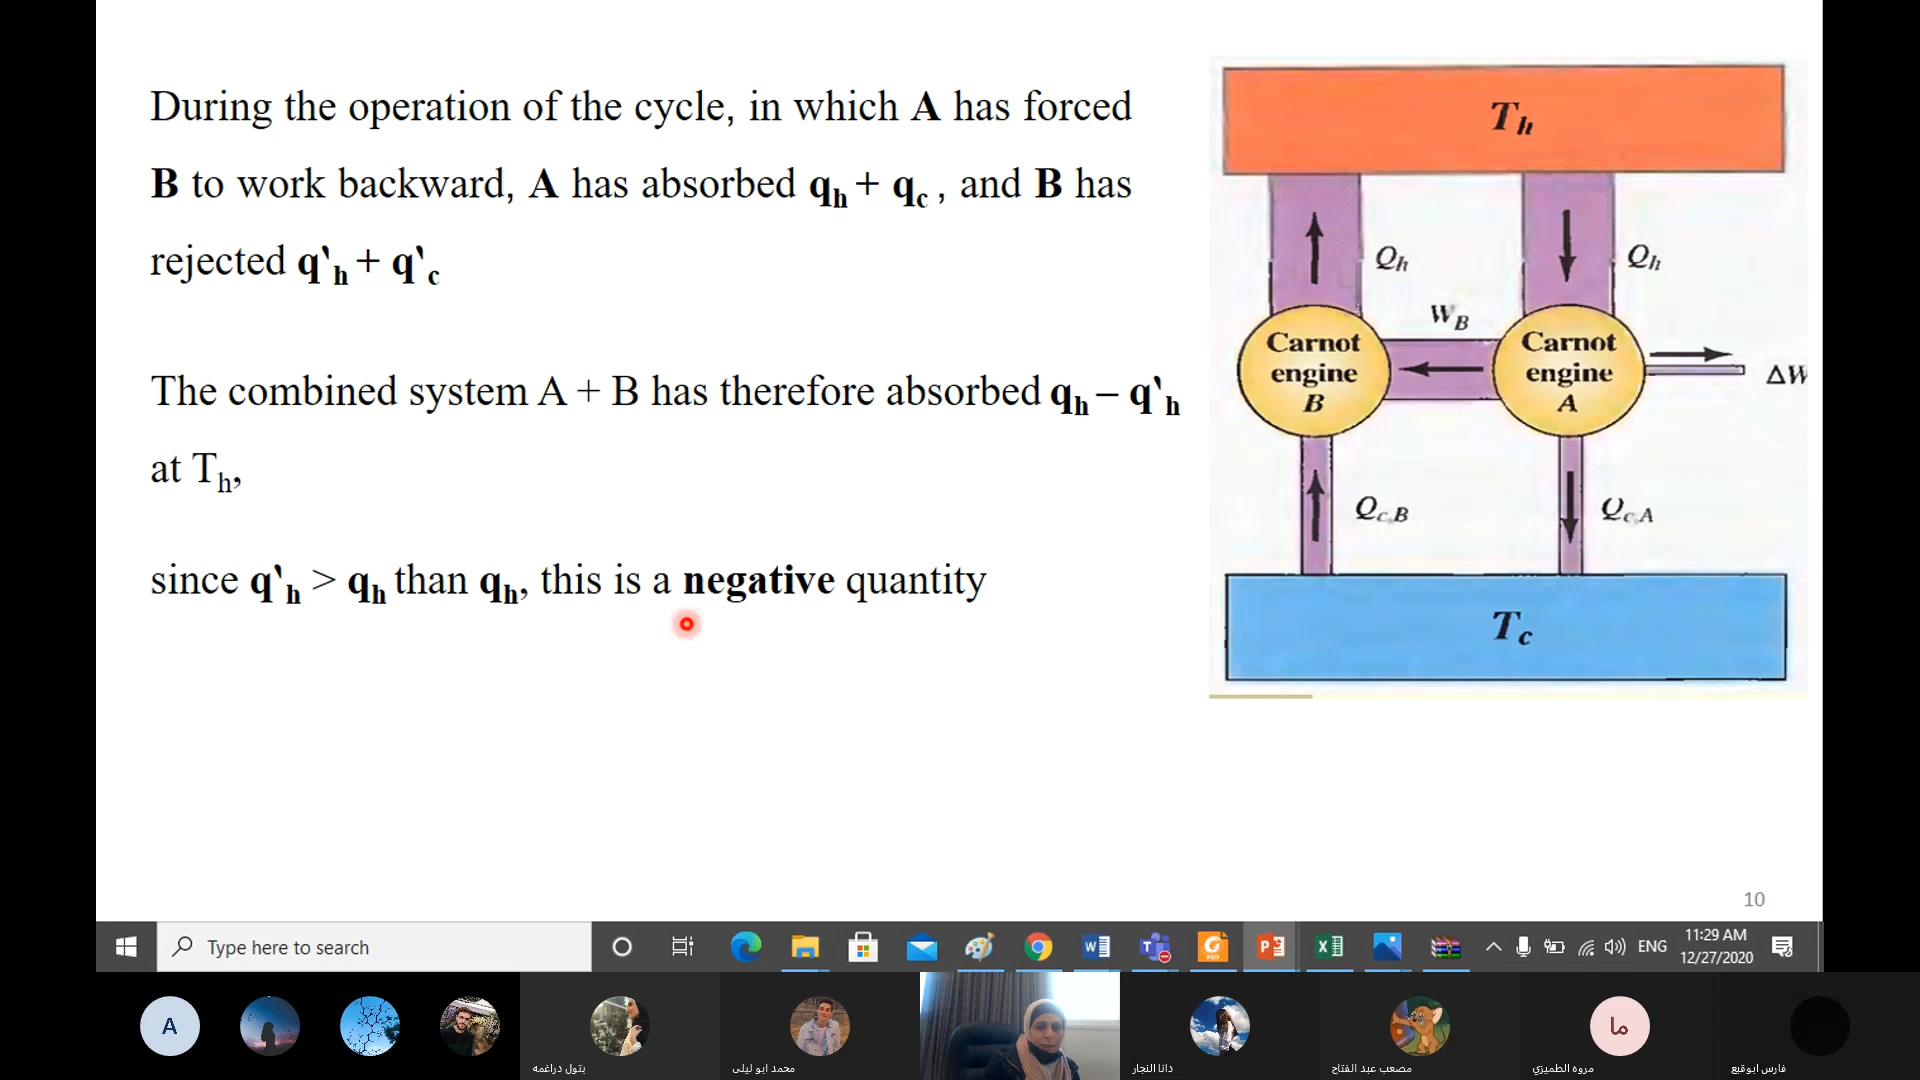 During the operation of the cycle, in which A has forced
B to work backward, A has absorbed qh + qc , and B has
rejected q‛h + q‛c
The combined system A + B has therefore absorbed qh – q‛h
at Th,
since q‛h > qh than qh, this is a negative quantity
Th
Qh
Qh
WB
Carnot
engine
B
Carnot
engine
A
ΔW
Qc,B
Qc,A
Tc
10
Type here to search
ENG
11:29 AM
12/27/2020
A
بتول دراغمه
محمد ابو ليلى
دانا النجار
مصعب عبد الفتاح
ما
مروه الطميزي
فارس ابوقبع